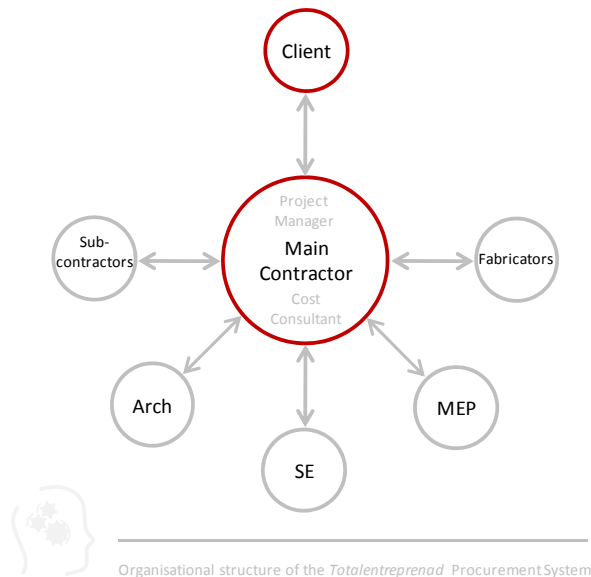 Client
Project
Manager
Main
Contractor
Cost
Consultant
Sub-
contractors
Fabricators
Arch
MEP
SE
Organisational structure of the Totalentreprenad Procurement System